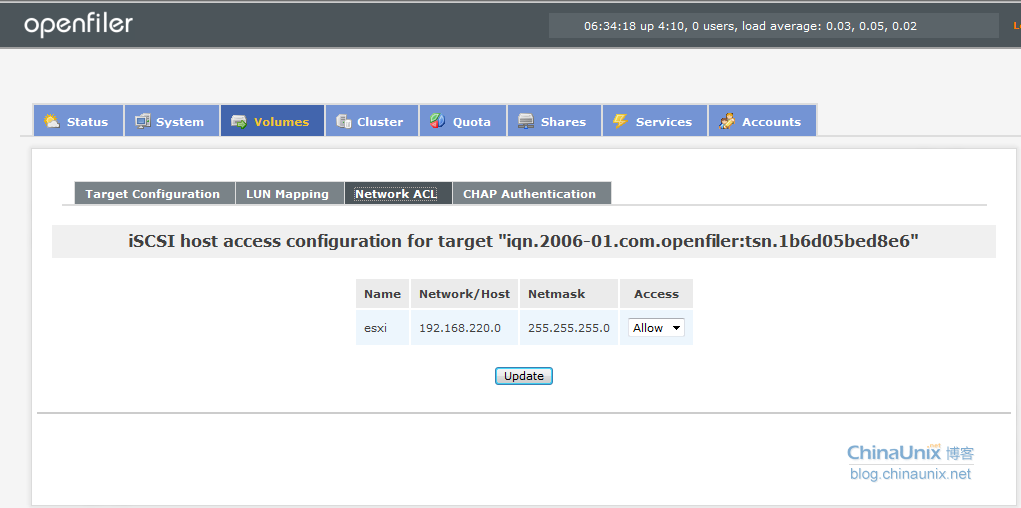 openfiler
06:34:18 up 4:10, 0 users, load average: 0.03, 0.05, 0.02
Status System Volumes Cluster Quota Shares Services Accounts
Target Configuration LUN Mapping Network ACL CHAP Authentication
iSCSI host access configuration for target "iqn.2006-01.com.openfiler:tsn.1b6d05bed8e6"
Name Network/Host Netmask Access
esxi 192.168.220.0 255.255.255.0 Allow
Update
ChinaUnix.net 博客
blog.chinaunix.net